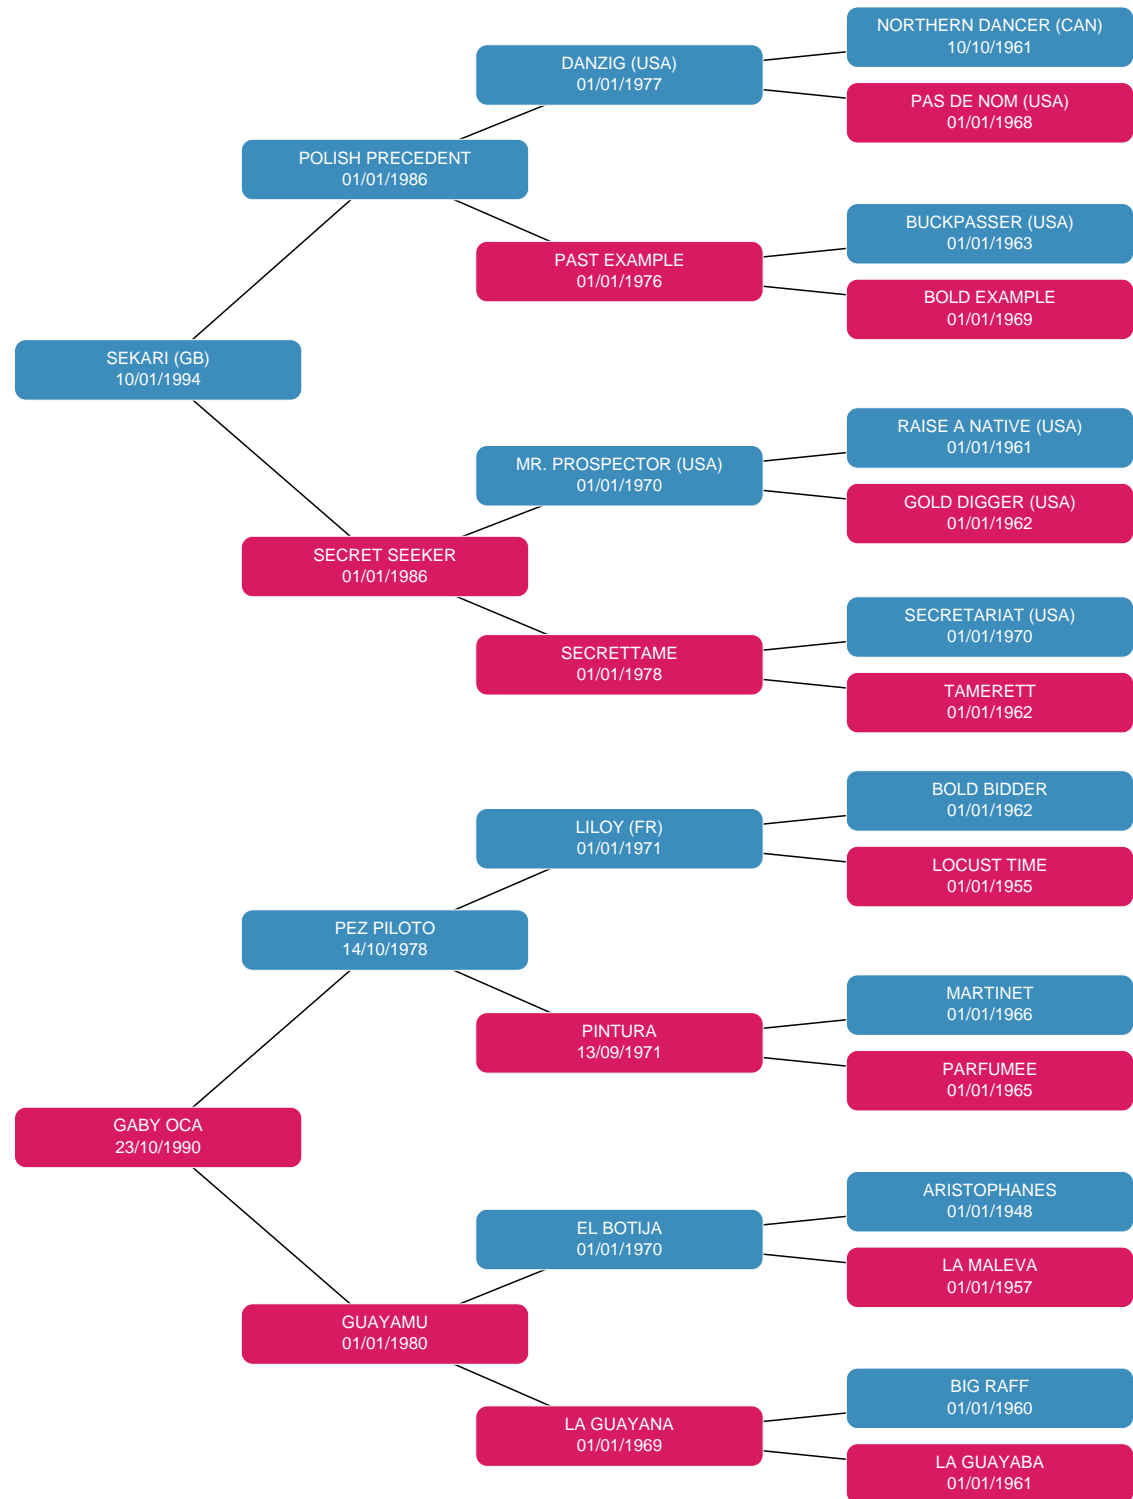 NORTHERN DANCER (CAN)
10/10/1961
DANZIG (USA)
01/01/1977
PAS DE NOM (USA)
01/01/1968
POLISH PRECEDENT
01/01/1986
BUCKPASSER (USA)
01/01/1963
PAST EXAMPLE
01/01/1976
BOLD EXAMPLE
01/01/1969
SEKARI (GB)
10/01/1994
RAISE A NATIVE (USA)
01/01/1961
MR. PROSPECTOR (USA)
01/01/1970
GOLD DIGGER (USA)
01/01/1962
SECRET SEEKER
01/01/1986
SECRETARIAT (USA)
01/01/1970
SECRETTAME
01/01/1978
TAMERETT
01/01/1962
BOLD BIDDER
01/01/1962
LILOY (FR)
01/01/1971
LOCUST TIME
01/01/1955
PEZ PILOTO
14/10/1978
MARTINET
01/01/1966
PINTURA
13/09/1971
PARFUMEE
01/01/1965
GABY OCA
23/10/1990
ARISTOPHANES
01/01/1948
EL BOTIJA
01/01/1970
LA MALEVA
01/01/1957
GUAYAMU
01/01/1980
BIG RAFF
01/01/1960
LA GUAYANA
01/01/1969
LA GUAYABA
01/01/1961